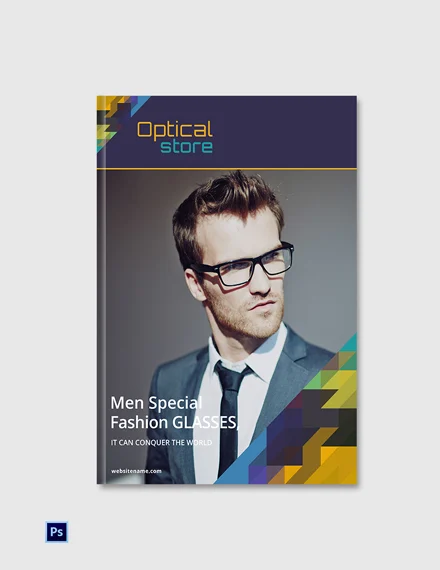 Optical
store
Men Special
Fashion GLASSES,
IT CAN CONQUER THE WORLD
websitename.com
Ps